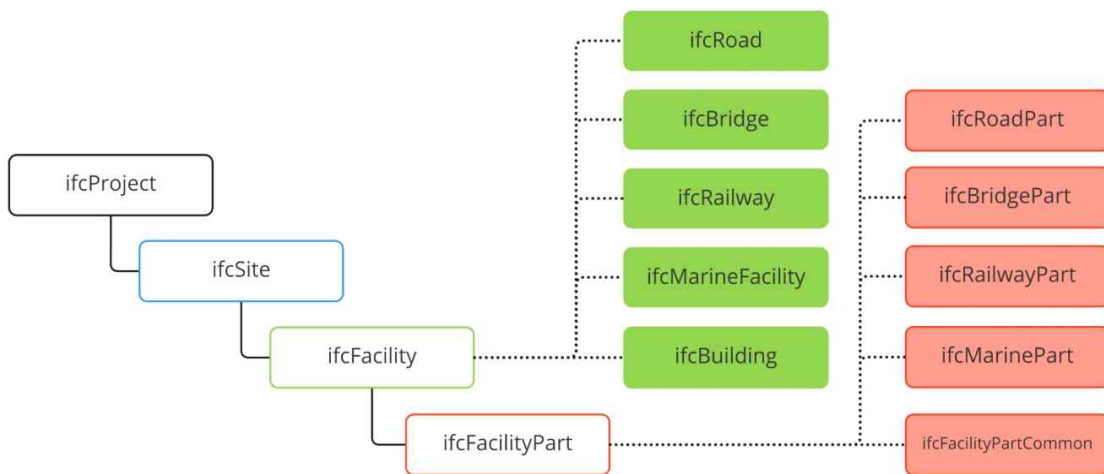 ifcProject
ifcSite
ifcFacility
ifcFacilityPart
ifcRoad
ifcBridge
ifcRailway
ifcMarineFacility
ifcBuilding
ifcRoadPart
ifcBridgePart
ifcRailwayPart
ifcMarinePart
ifcFacilityPartCommon